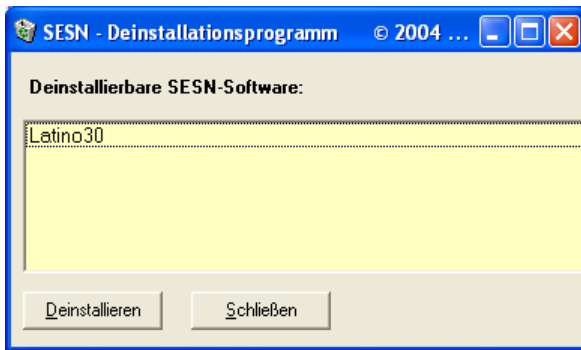 SESN - Deinstallationsprogramm © 2004 ...
Deinstallierbare SESN-Software:
Latino30
Deinstallieren Schließen